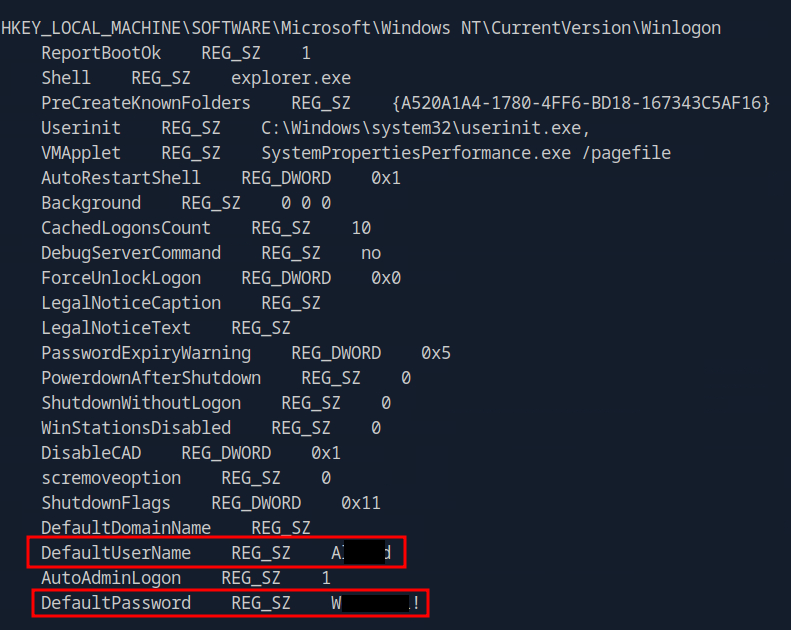 HKEY_LOCAL_MACHINE\SOFTWARE\Microsoft\Windows NT\CurrentVersion\Winlogon
ReportBootOk REG_SZ 1
Shell REG_SZ explorer.exe
PreCreateKnownFolders REG_SZ {A520A1A4-1780-4FF6-BD18-167343C5AF16}
Userinit REG_SZ C:\Windows\system32\userinit.exe,
VMApplet REG_SZ SystemPropertiesPerformance.exe /pagefile
AutoRestartShell REG_DWORD 0x1
Background REG_SZ 0 0 0
CachedLogonsCount REG_SZ 10
DebugServerCommand REG_SZ no
ForceUnlockLogon REG_DWORD 0x0
LegalNoticeCaption REG_SZ
LegalNoticeText REG_SZ
PasswordExpiryWarning REG_DWORD 0x5
PowerdownAfterShutdown REG_SZ 0
ShutdownWithoutLogon REG_SZ 0
WinStationsDisabled REG_SZ 0
DisableCAD REG_DWORD 0x1
scremoveoption REG_SZ 0
ShutdownFlags REG_DWORD 0x11
DefaultDomainName REG_SZ
DefaultUserName REG_SZ
AutoAdminLogon REG_SZ 1
DefaultPassword REG_SZ